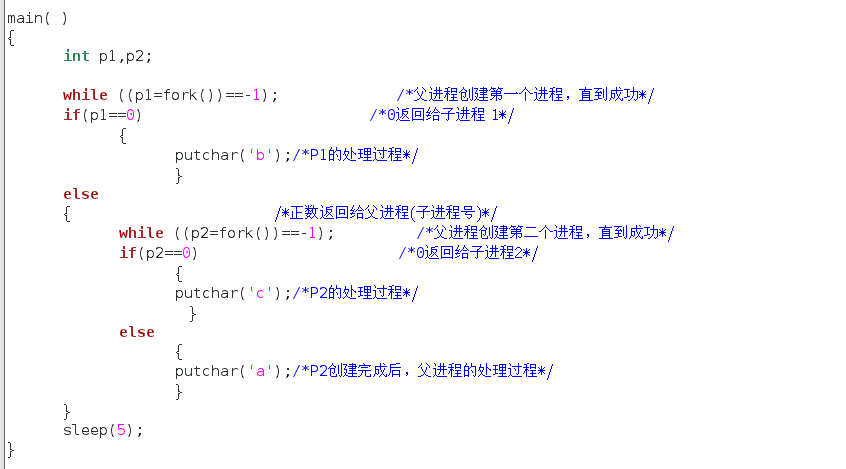 main( )
{
int p1,p2;
while ((p1=fork())==-1); /*父进程创建第一个进程，直到成功*/
if(p1==0) /*0返回给子进程 1*/
{
putchar('b');/*P1的处理过程*/
}
else
{ /*正数返回给父进程(子进程号)*/
while ((p2=fork())==-1); /*父进程创建第二个进程，直到成功*/
if(p2==0) /*0返回给子进程2*/
{
putchar('c');/*P2的处理过程*/
}
else
{
putchar('a');/*P2创建完成后，父进程的处理过程*/
}
}
sleep(5);
}